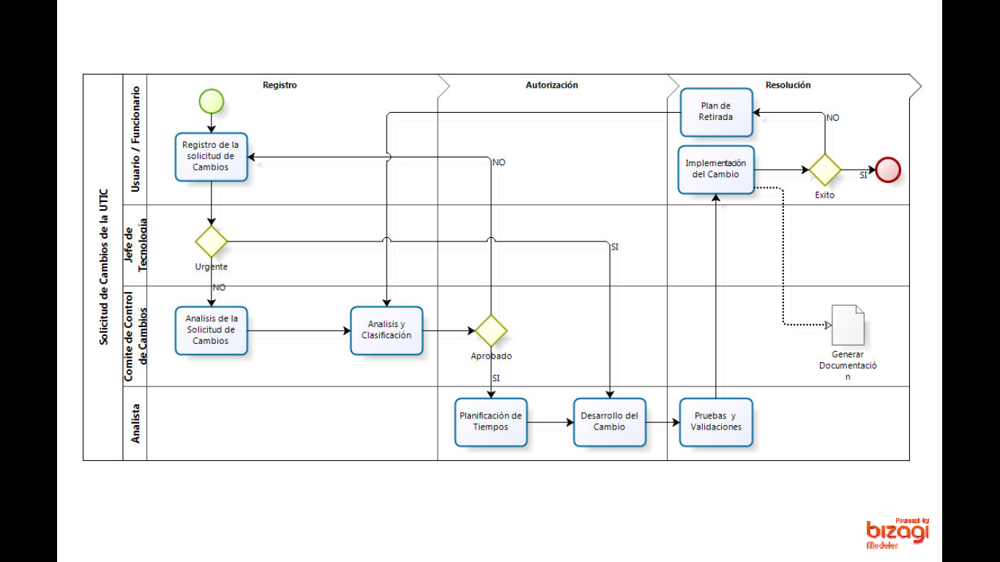 Solicitud de Cambios de la UTIC
Registro
Autorización
Resolución
Usuario / Funcionario
Registro de la
solicitud de
Cambios
NO
Plan de
Retirada
NO
Implementación
del Cambio
SI
Exito
Jefe de
Tecnología
Urgente
SI
NO
Comite de Control
de Cambios
Analisis de la
Solicitud de
Cambios
Analisis y
Clasificación
Aprobado
SI
Generar
Documentació
n
Analista
Planificación de
Tiempos
Desarrollo del
Cambio
Pruebas y
Validaciones
Powered by
bizagi
Modeler